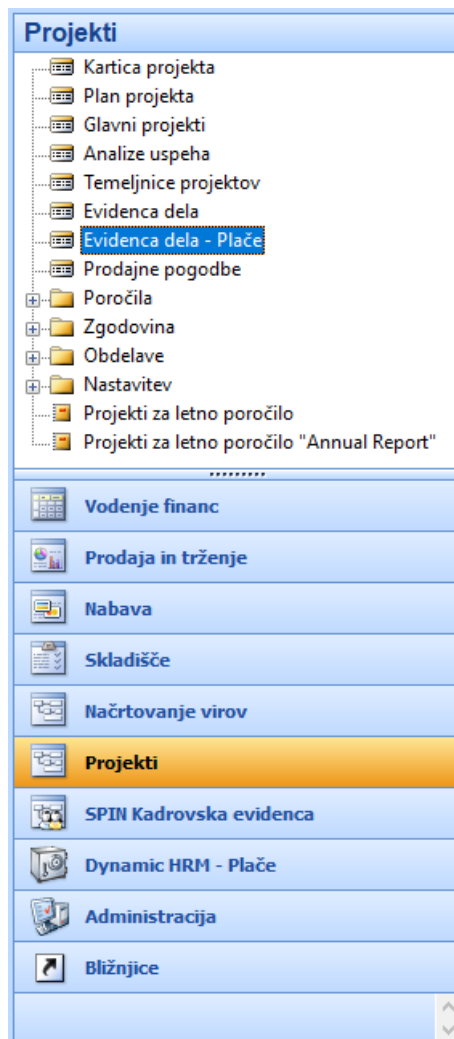 Projekti
Kartica projekta
Plan projekta
Glavni projekti
Analize uspeha
Temeljnice projektov
Evidenca dela
Evidenca dela - Plače
Prodajne pogodbe
Poročila
Zgodovina
Obdelave
Nastavitev
Projekti za letno poročilo
Projekti za letno poročilo "Annual Report"
Vodenje financ
Prodaja in trženje
Nabava
Skladišče
Načrtovanje virov
Projekti
SPIN Kadrovska evidenca
Dynamic HRM - Plače
Administracija
Bližnjice